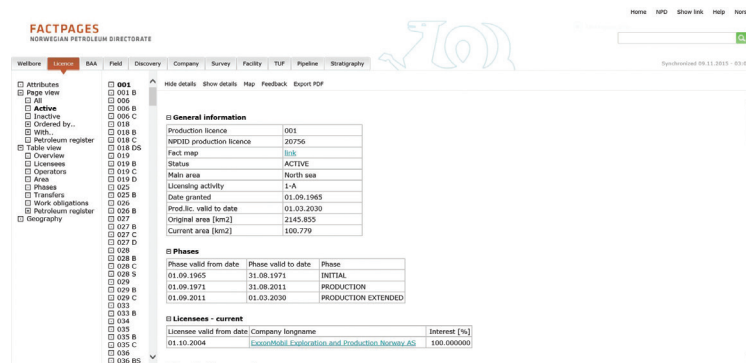 Home NPD Show link Help Nors
FACTPAGES
NORWEGIAN PETROLEUM DIRECTORATE
Wellbore Licence BAA Field Discovery Company Survey Facility TUF Pipeline Stratigraphy
Synchronised 09.11.2015 - 03:0
Attributes
Page view
All
Active
Inactive
Ordered by..
With..
Petroleum register
Table view
Overview
Licensees
Operators
Area
Phases
Transfers
Work obligations
Petroleum register
Geography
001
001 B
006
006 B
006 C
018
018 B
018 C
018 DS
019
019 B
019 C
019 D
025
025 B
026
026 B
027
027 B
027 C
027 D
028
028 B
028 C
028 S
029
029 B
029 C
033
033 B
034
035
035 B
035 C
036
036 BS
Hide details Show details Map Feedback Export PDF
General information
Production licence 001
NPDID production licence 20756
Fact map link
Status ACTIVE
Main area North sea
Licensing activity 1-A
Date granted 01.09.1965
Prod.lic. valid to date 01.03.2030
Original area [km2] 2145.855
Current area [km2] 100.779
Phases
Phase valid from date Phase valid to date Phase
01.09.1965 31.08.1971 INITIAL
01.09.1971 31.08.2011 PRODUCTION
01.09.2011 01.03.2030 PRODUCTION EXTENDED
Licensees - current
Licensee valid from date Company longname Interest [%]
01.10.2004 ExxonMobil Exploration and Production Norway AS 100.000000